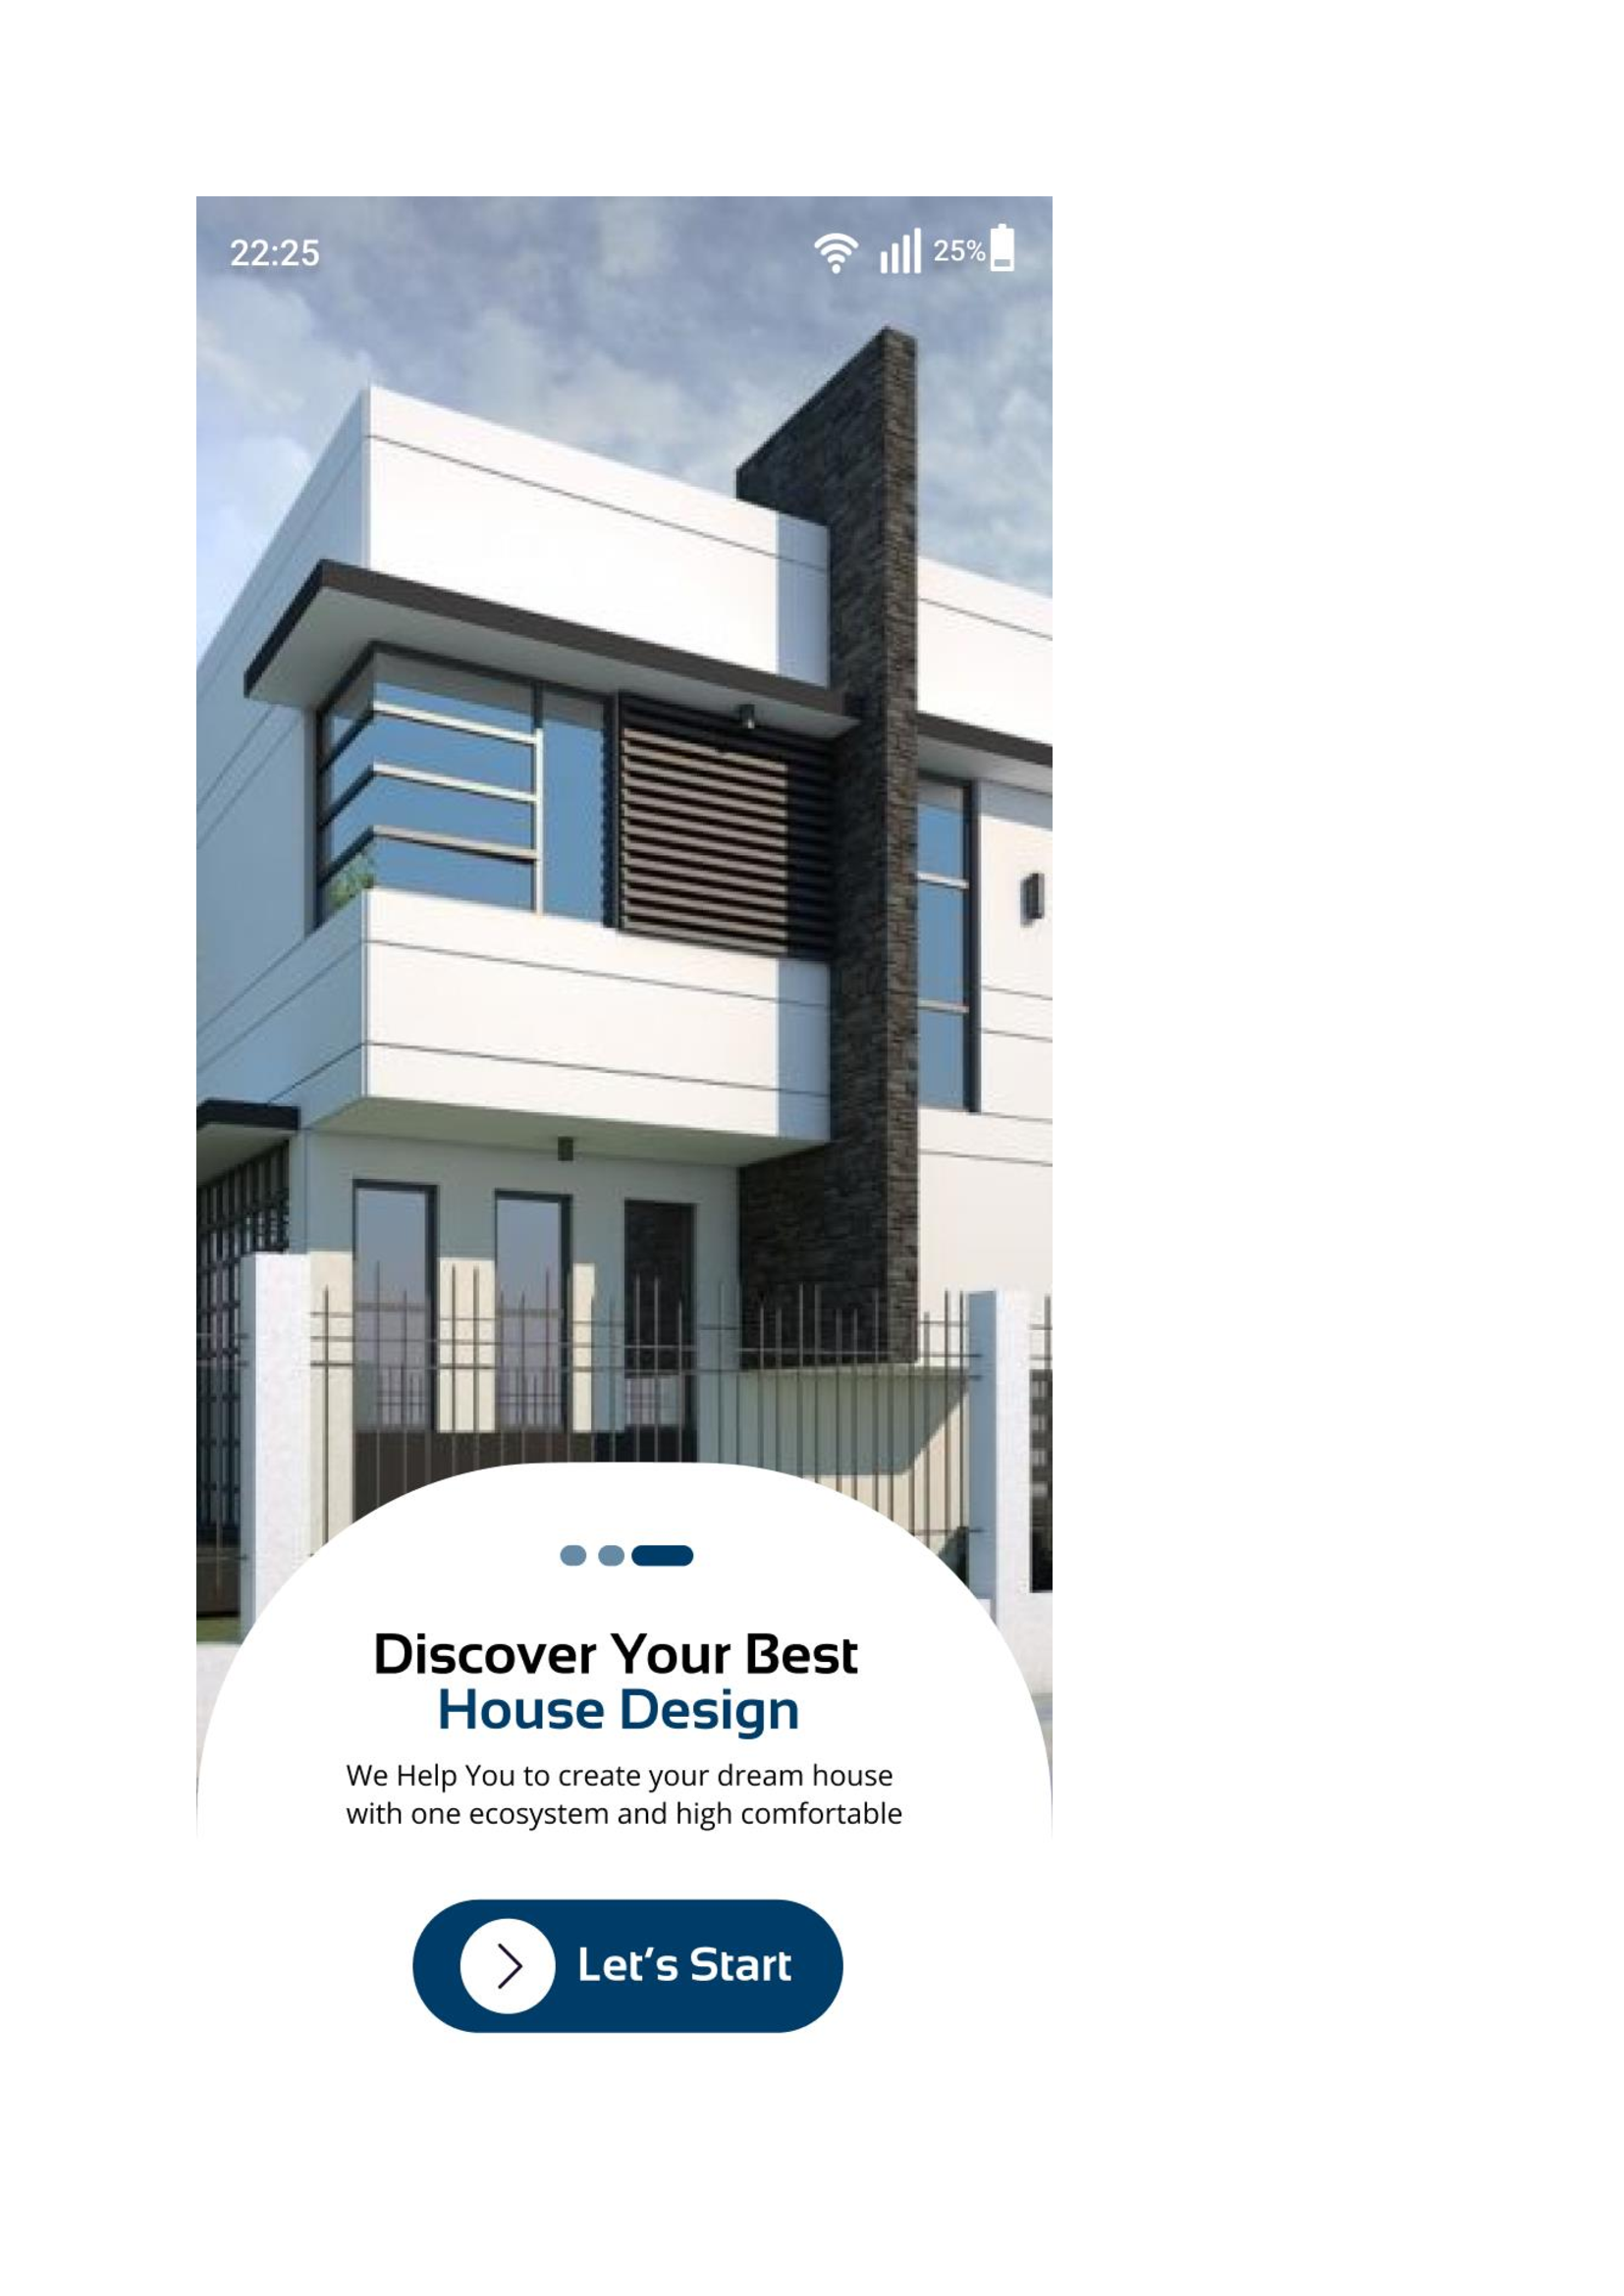 22:25 25%
Discover Your Best
House Design
We Help You to create your dream house
with one ecosystem and high comfortable
Let's Start